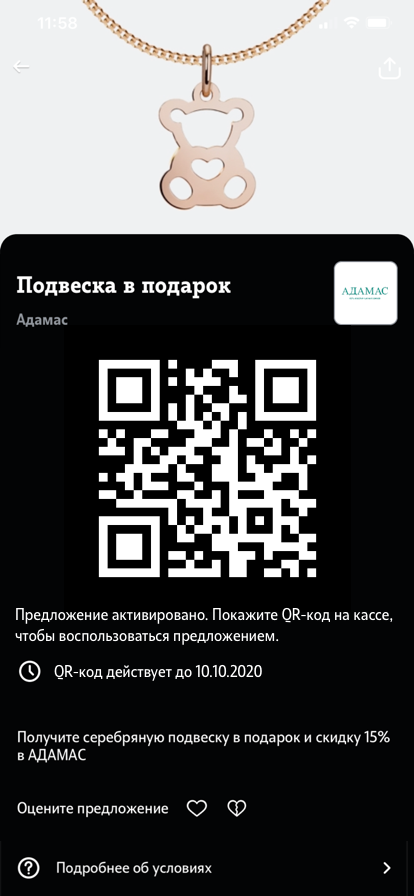 11:58
Подвеска в подарок
АДАМАС
Адамас
Предложение активировано. Покажите QR-код на кассе,
чтобы воспользоваться предложением.
QR-код действует до 10.10.2020
Получите серебряную подвеску в подарок и скидку 15%
в АДАМАС
Оцените предложение
Подробнее об условиях